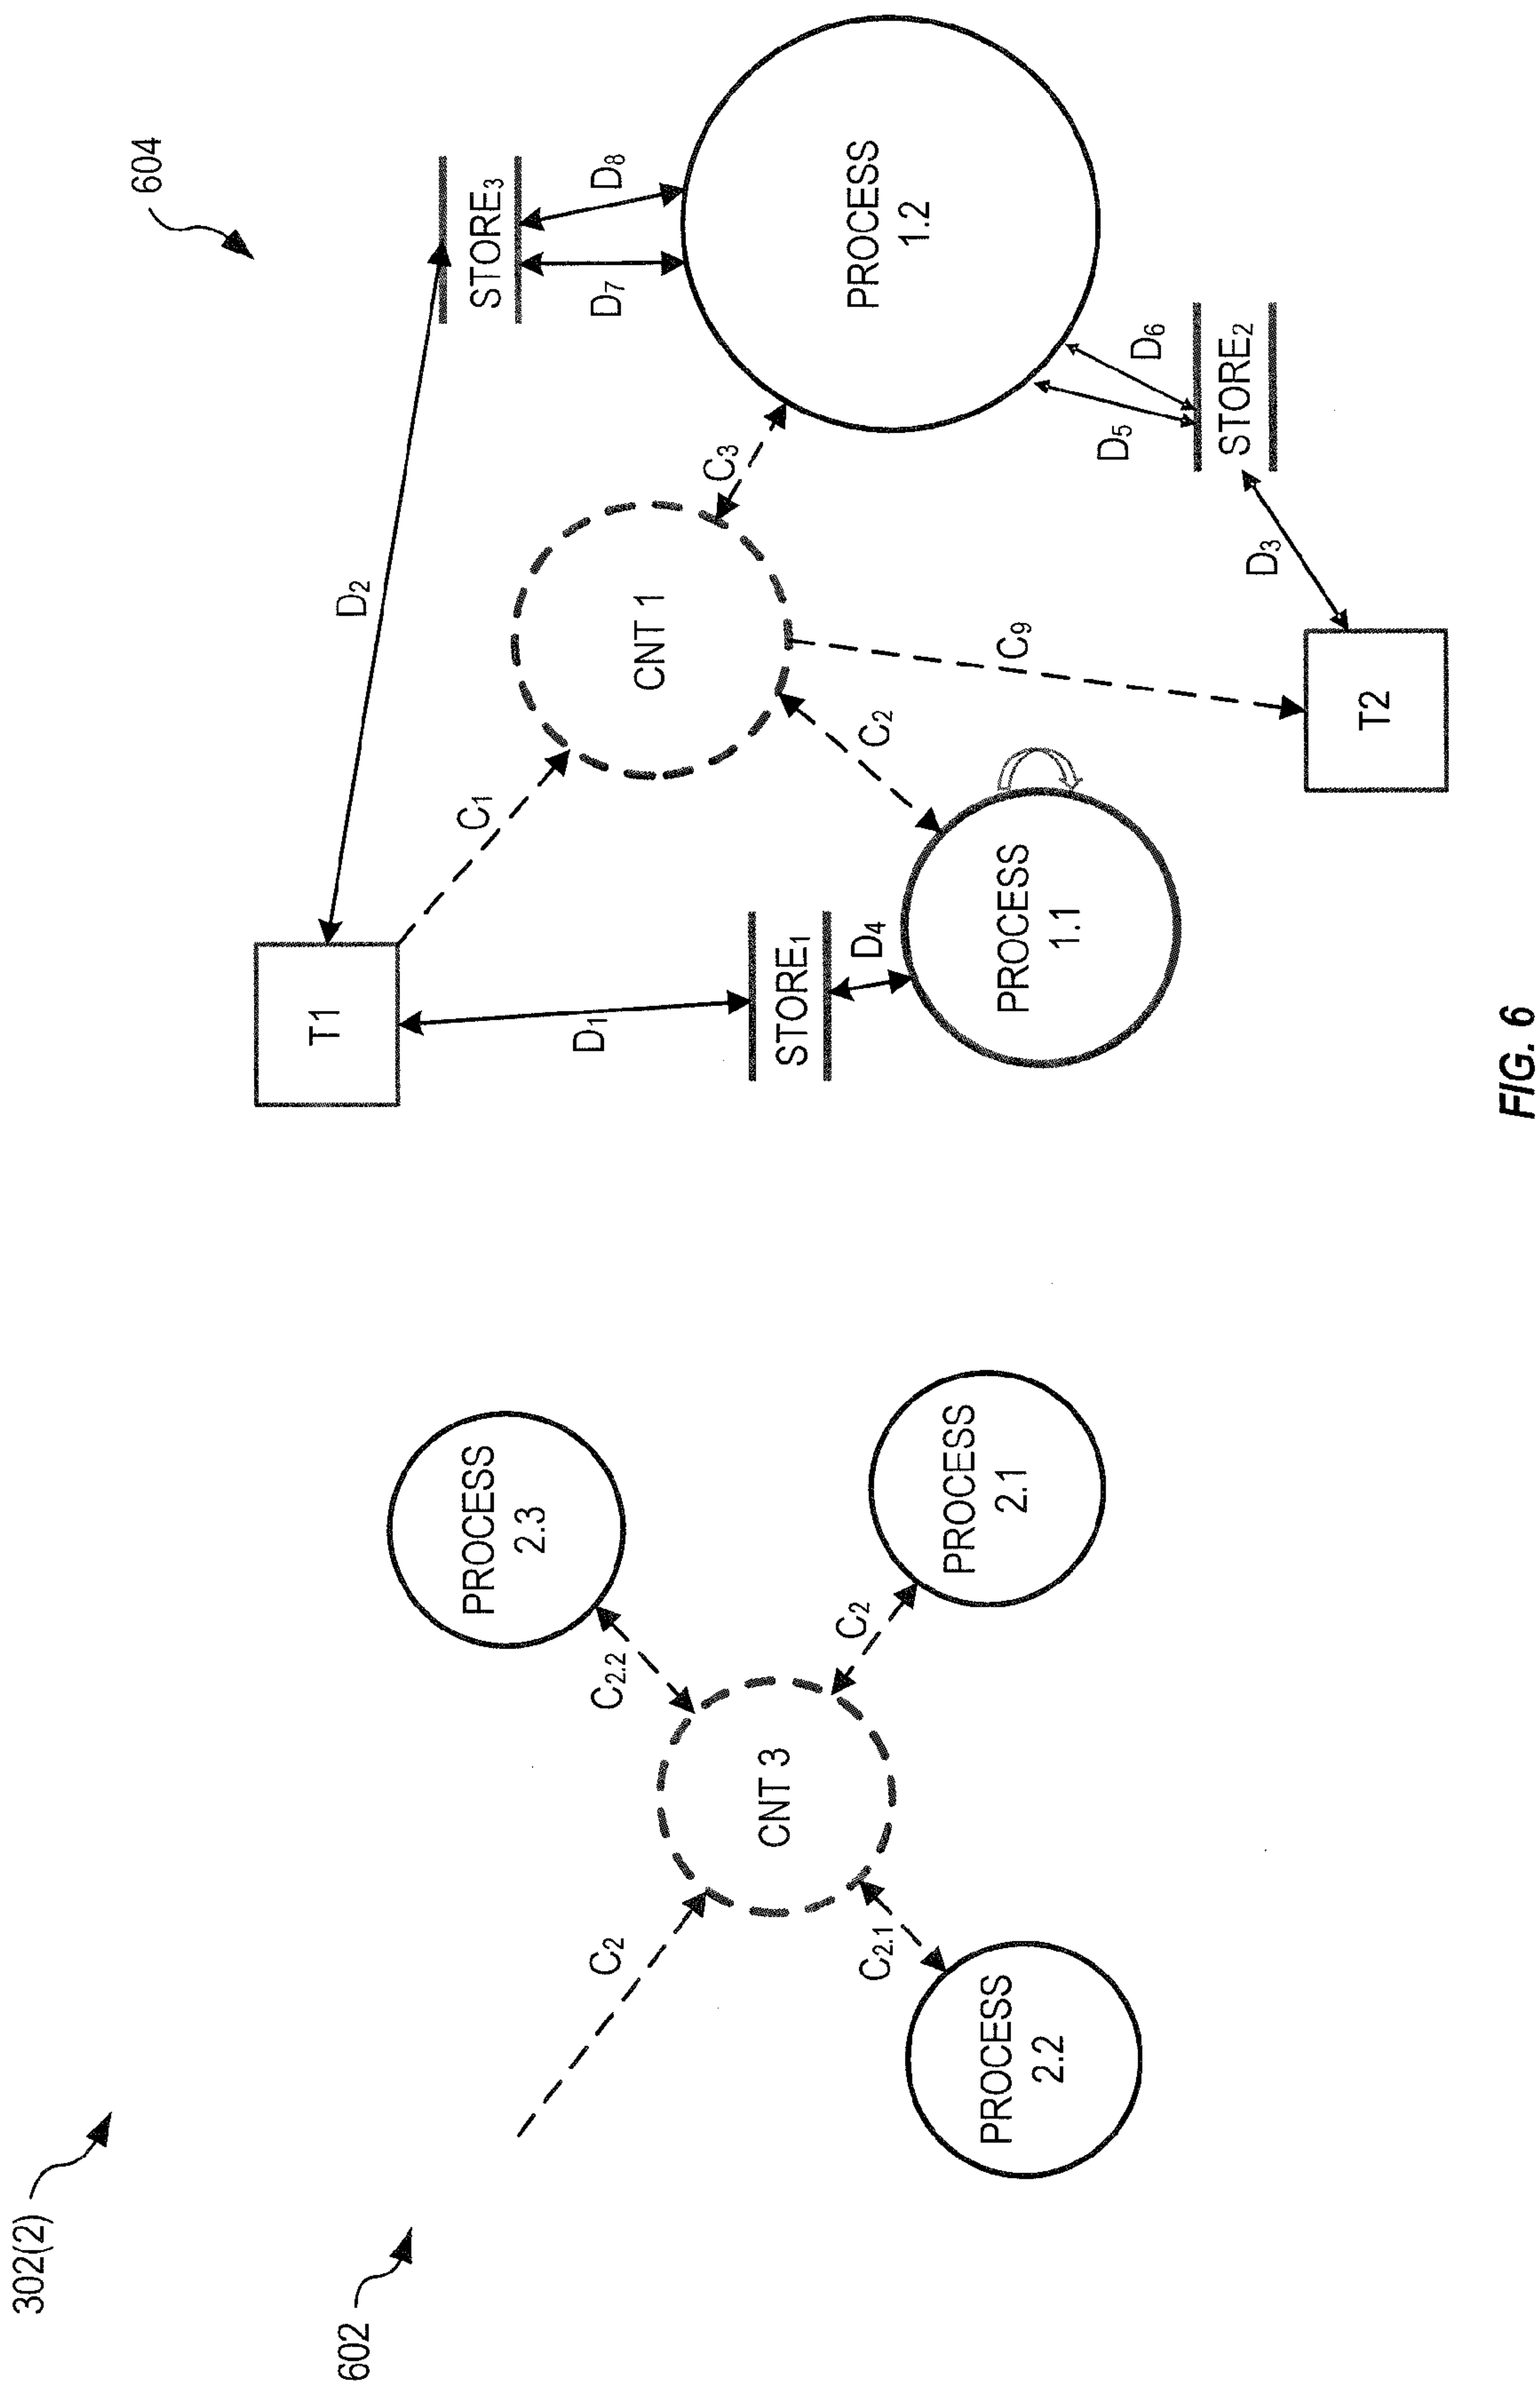 302(2)
602
C2
CNT 3
C2.2
PROCESS
2.3
C2
PROCESS
2.1
C2.1
PROCESS
2.2
604
T1
D2
STORE3
D7
D8
PROCESS
1.2
C1
CNT 1
C3
D1
STORE1
D4
PROCESS
1.1
C2
C9
D5
D6
STORE2
D3
T2
FIG. 6